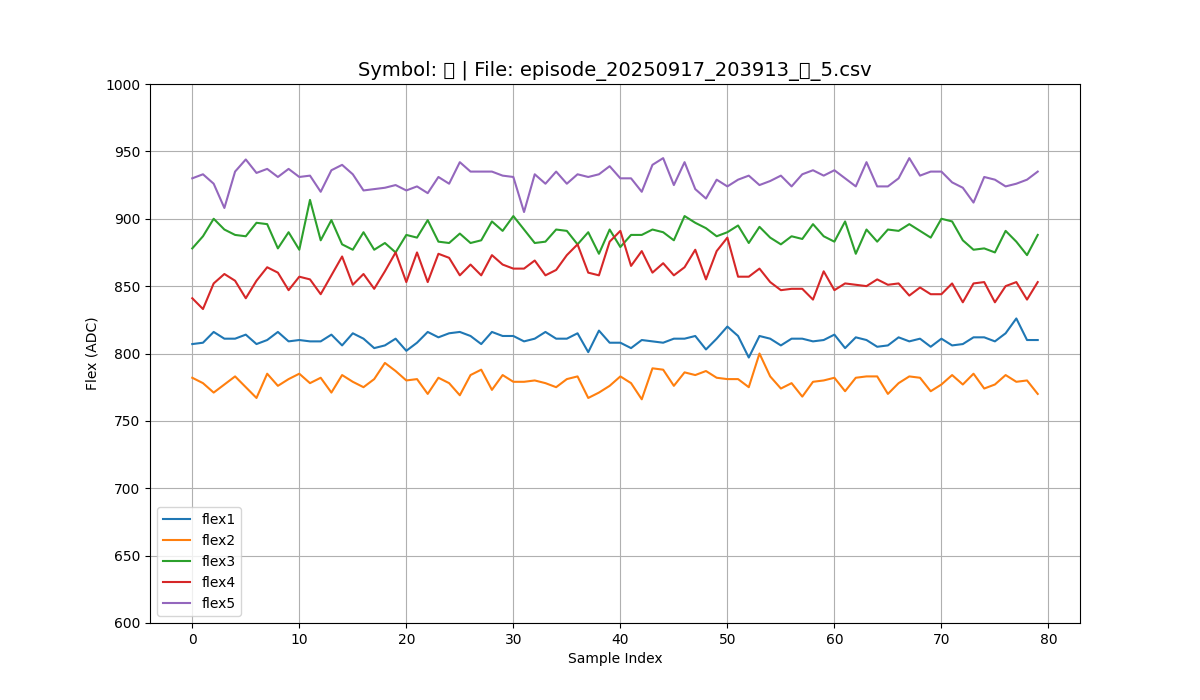 Symbol: ▯ | File: episode_20250917_203913_▯_5.csv
1000
950
900
850
800
750
700
650
600
Flex (ADC)
flex1
flex2
flex3
flex4
flex5
0 10 20 30 40 50 60 70 80
Sample Index